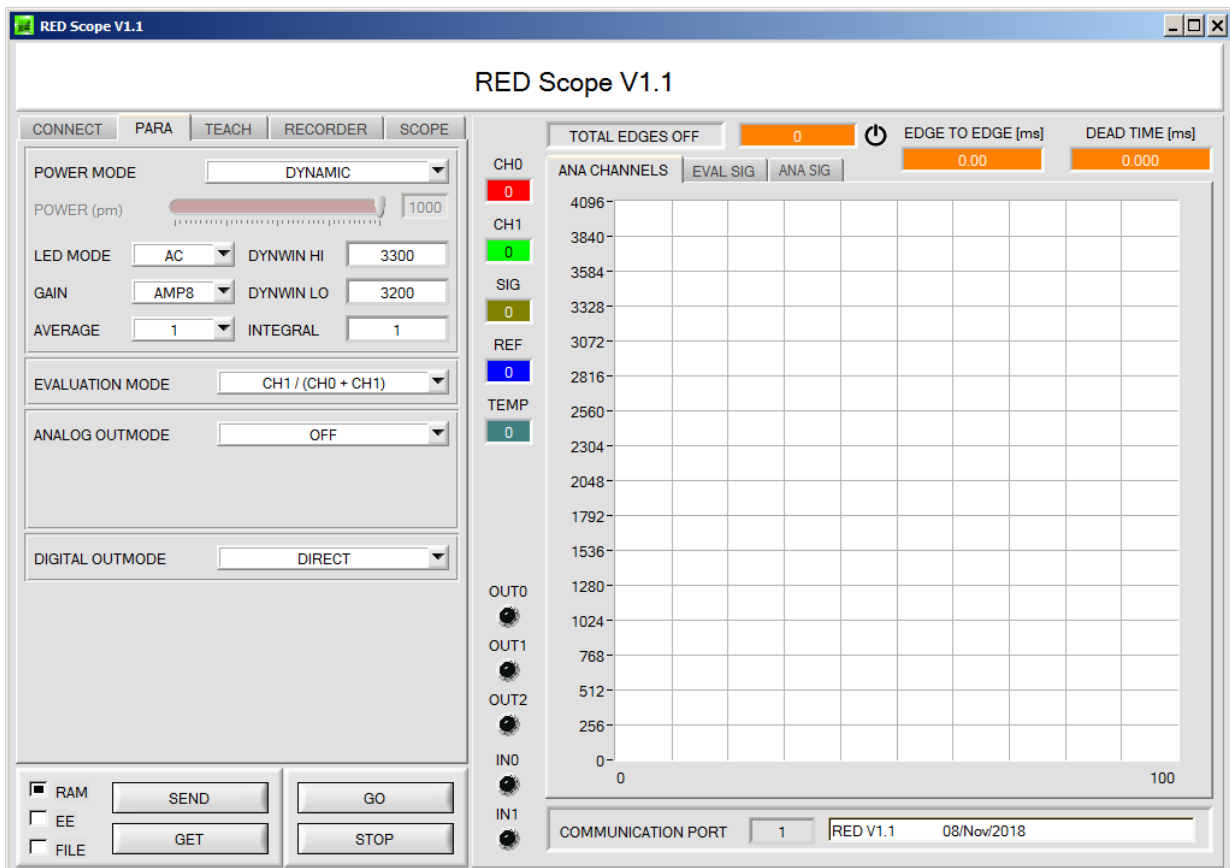 RED Scope V1.1
RED Scope V1.1
CONNECT PARA TEACH RECORDER SCOPE
POWER MODE DYNAMIC
POWER (pm) 1000
LED MODE AC DYNWIN HI 3300
GAIN AMP8 DYNWIN LO 3200
AVERAGE 1 INTEGRAL 1
EVALUATION MODE CH1 / (CH0 + CH1)
ANALOG OUTMODE OFF
DIGITAL OUTMODE DIRECT
RAM
EE
FILE
SEND
GET
GO
STOP
CH0
0
CH1
0
SIG
0
REF
0
TEMP
0
OUT0
OUT1
OUT2
IN0
IN1
TOTAL EDGES OFF 0
EDGE TO EDGE [ms]
0.00
DEAD TIME [ms]
0.000
ANA CHANNELS EVAL SIG ANA SIG
4096
3840
3584
3328
3072
2816
2560
2304
2048
1792
1536
1280
1024
768
512
256
0
0 100
COMMUNICATION PORT 1 RED V1.1 08/Nov/2018